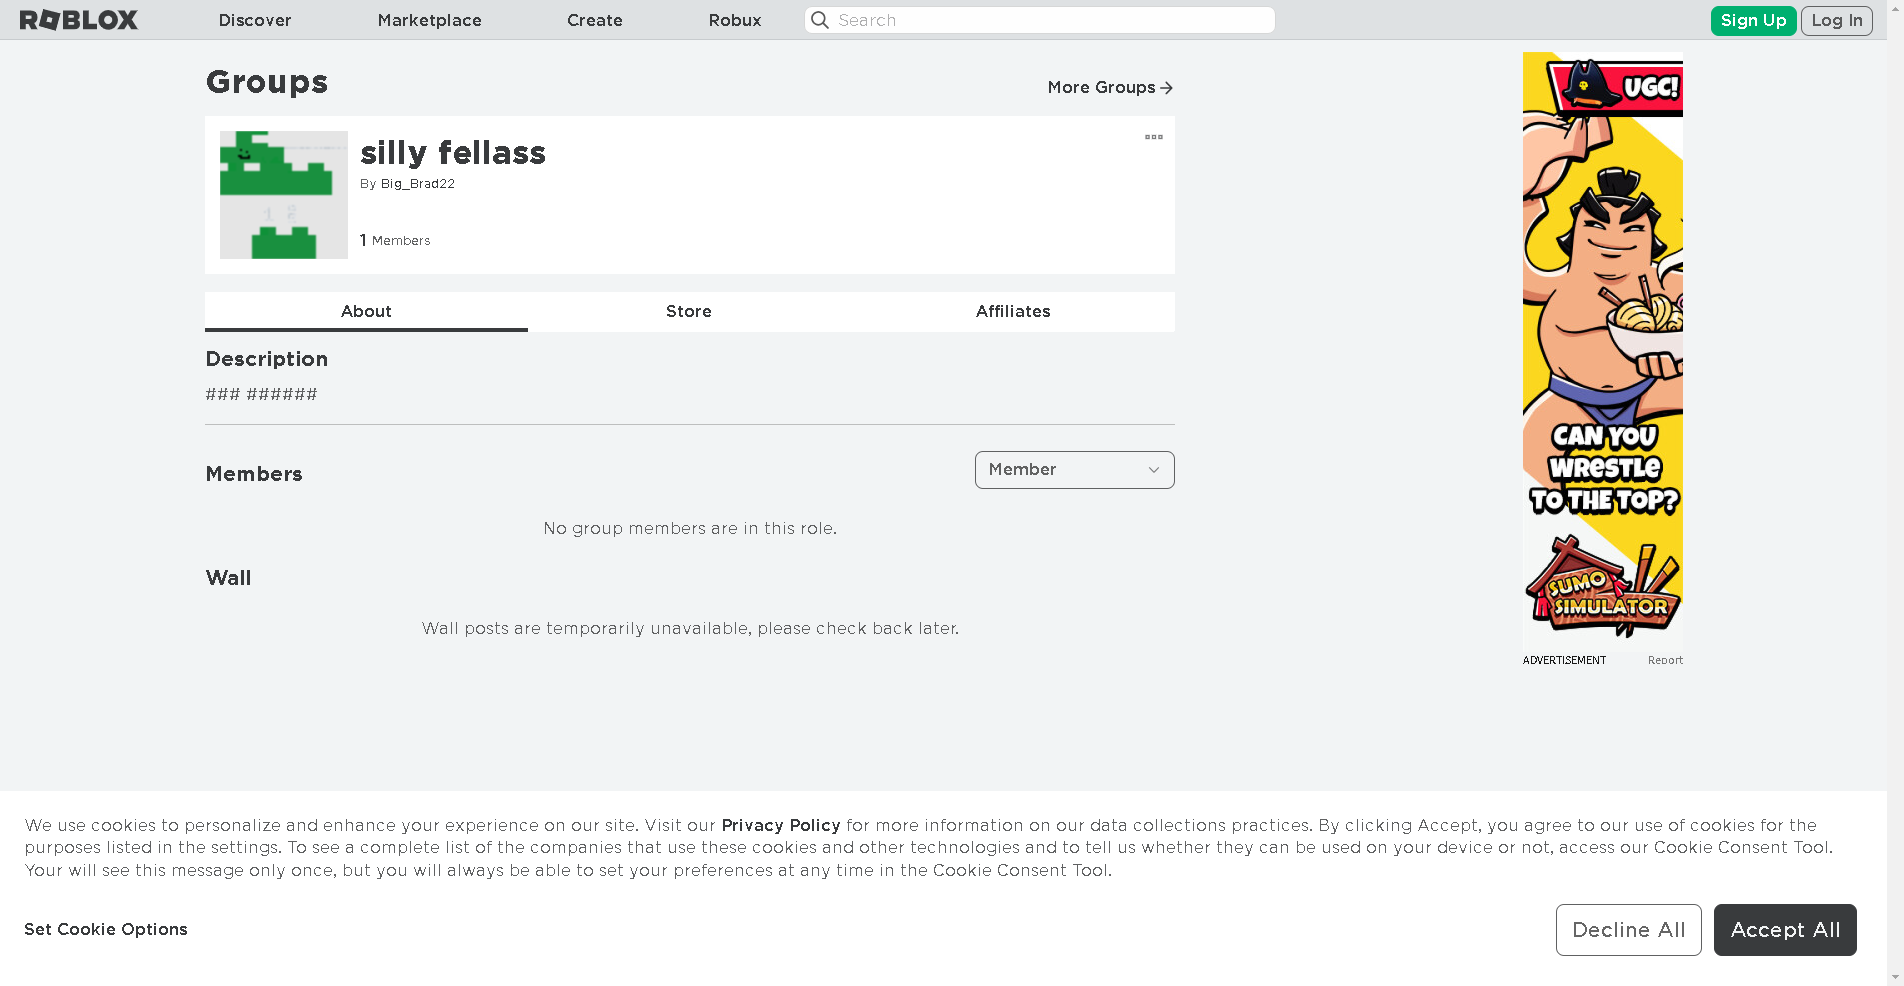 ROBLOX
Discover
Marketplace
Create
Robux
Search
Sign Up
Log In
Groups
More Groups
silly fellass
By Big_Brad22
1 Members
About
Store
Affiliates
Description
### ######
Members
Member
No group members are in this role.
Wall
Wall posts are temporarily unavailable, please check back later.
UGC!
CAN YOU
WRESTLE
TO THE TOP?
SUMO
SIMULATOR
ADVERTISEMENT
Report
We use cookies to personalize and enhance your experience on our site. Visit our Privacy Policy for more information on our data collections practices. By clicking Accept, you agree to our use of cookies for the
purposes listed in the settings. To see a complete list of the companies that use these cookies and other technologies and to tell us whether they can be used on your device or not, access our Cookie Consent Tool.
Your will see this message only once, but you will always be able to set your preferences at any time in the Cookie Consent Tool.
Set Cookie Options
Decline All
Accept All